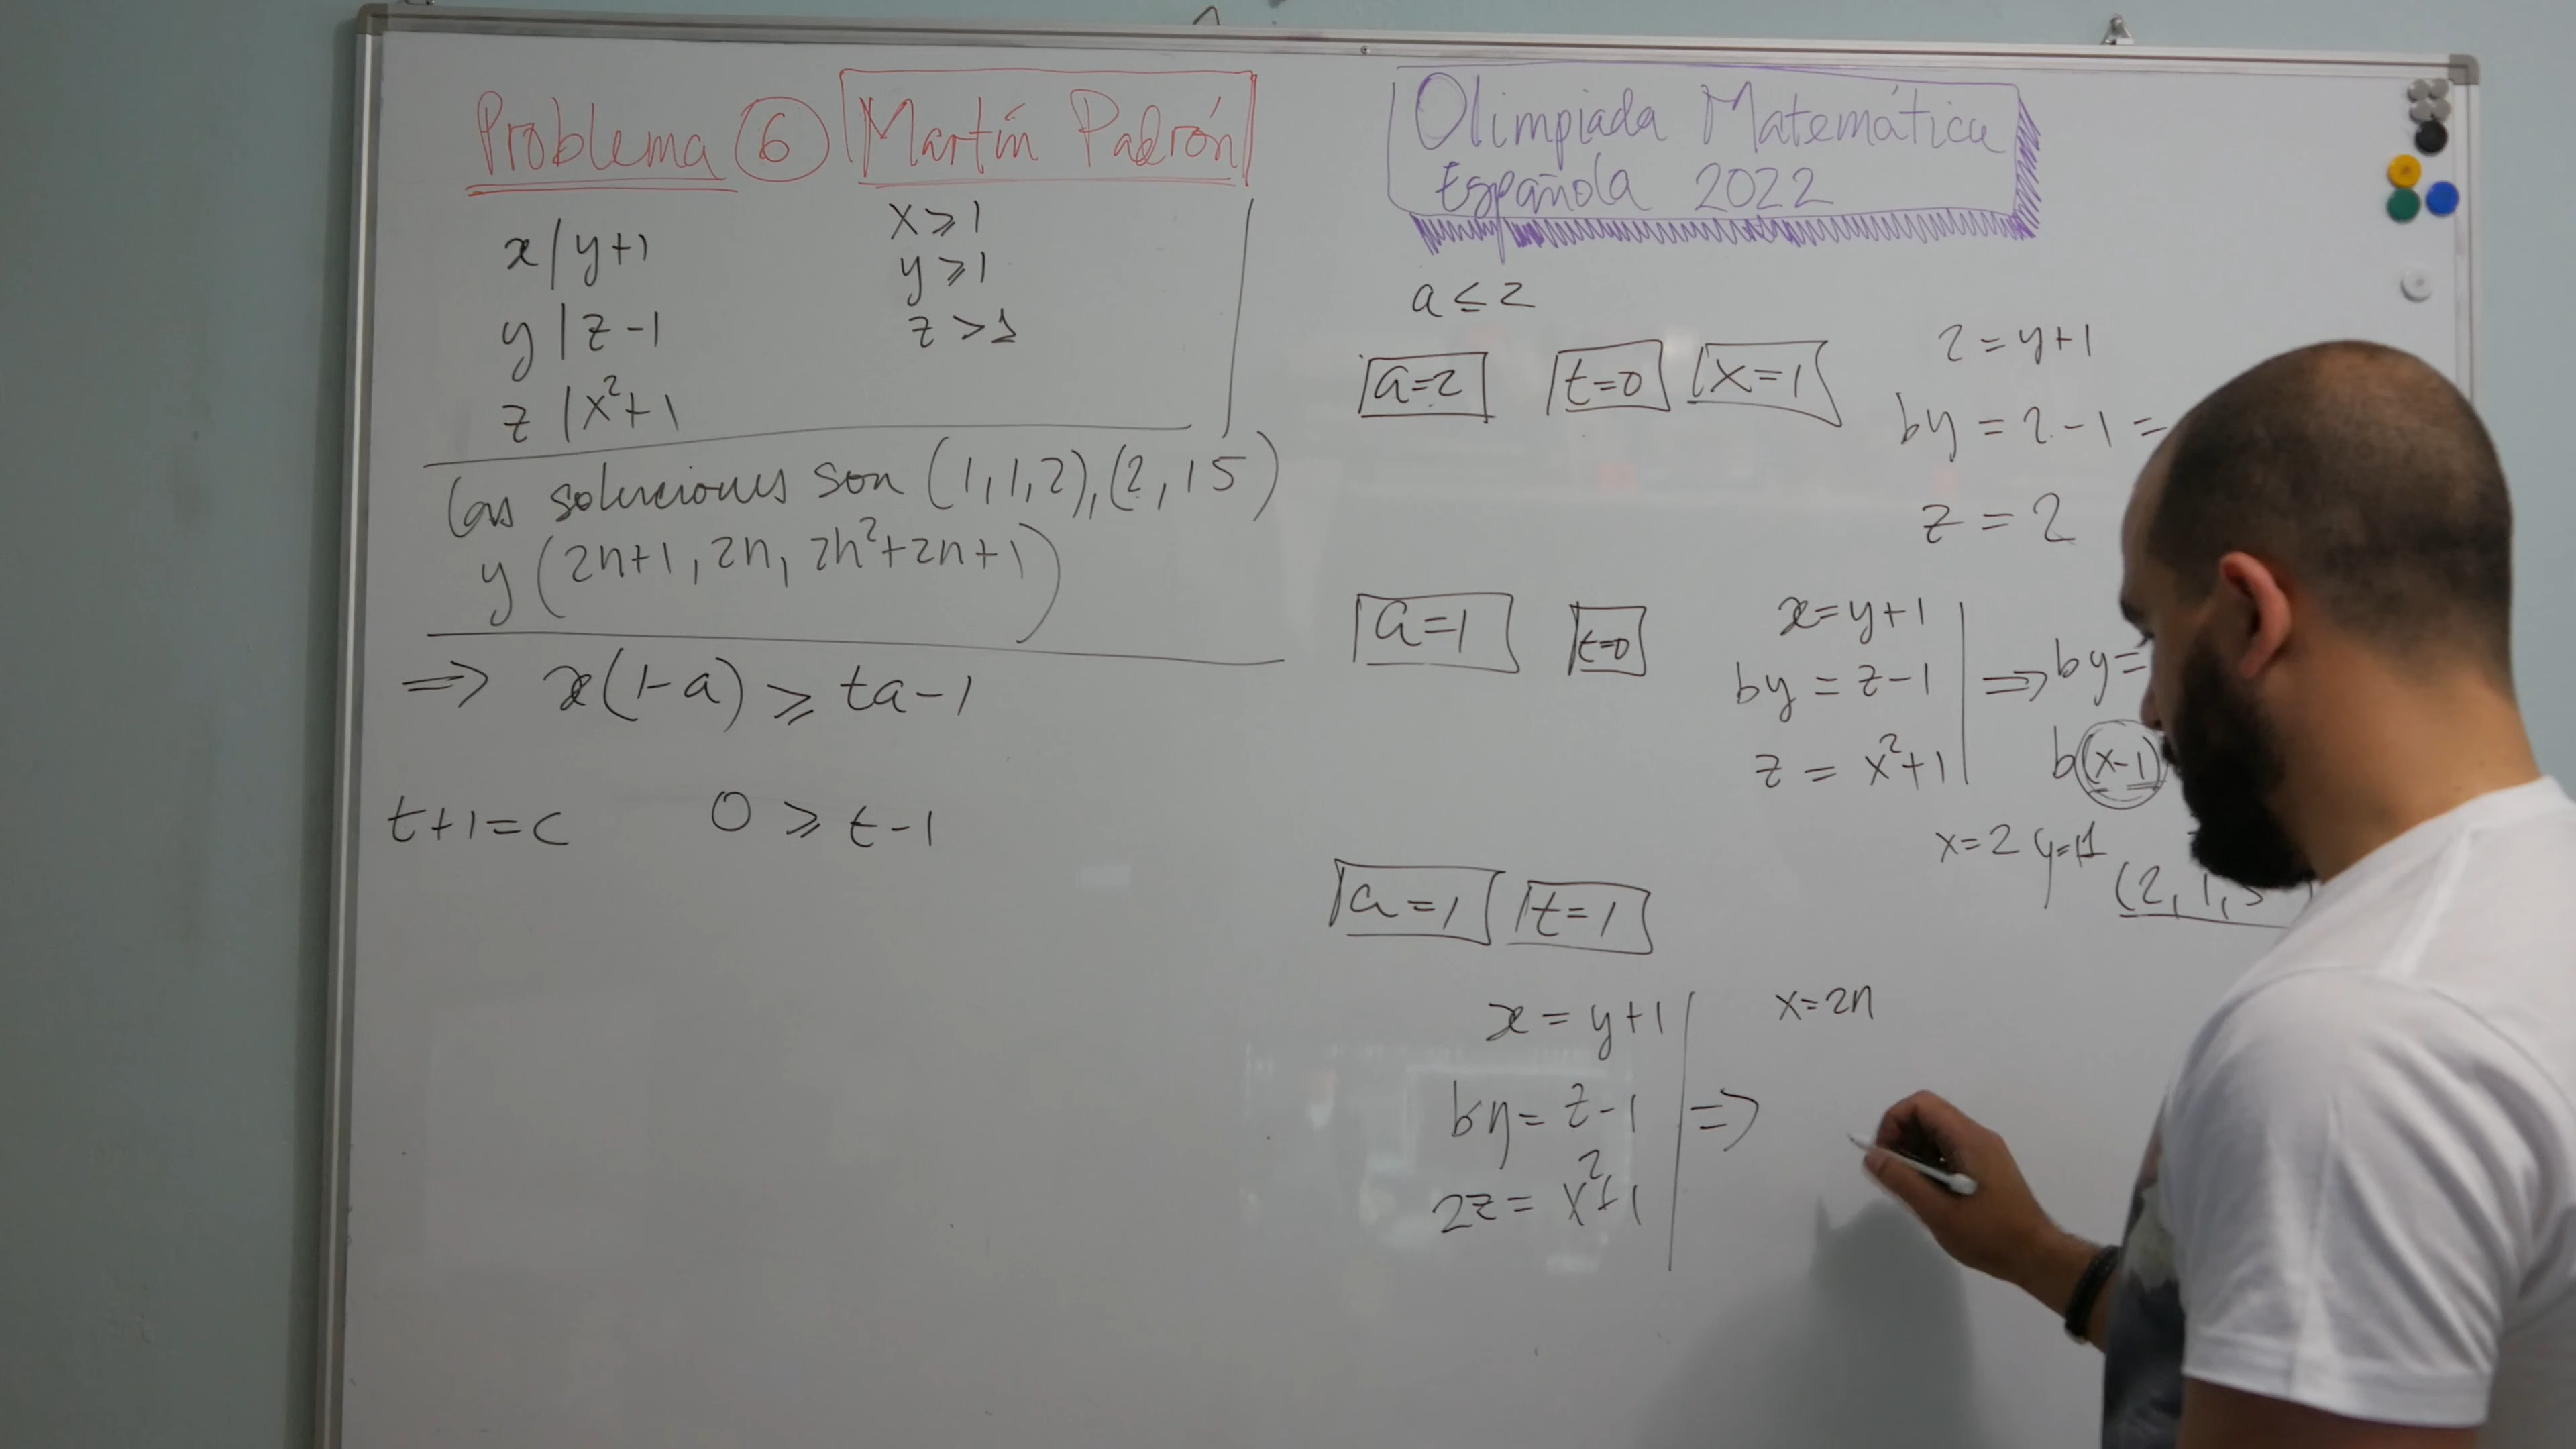 Problema 6 Martín Padrón
x | y+1
y | z-1
z | x²+1
x ⩾ 1
y ⩾ 1
z > 1
las soluciones son (1,1,2), (2,15)
y (2n+1, 2n, 2n²+2n+1)
⇒ x(1-a) ⩾ ta-1
t+1=c 0 ⩾ t-1
Olimpiada Matemática
Española 2022
a ≤ 2
a=2 t=0 x=1
2 = y+1
by = 2-1 =
z = 2
a=1 t=0
x=y+1
by = z-1
z = x²+1
⇒ by=
b(x-1)
x=2 y=1
(2, 1, 5
a=1 t=1
x = y+1
by = z-1
2z = x²+1
⇒
x=2n